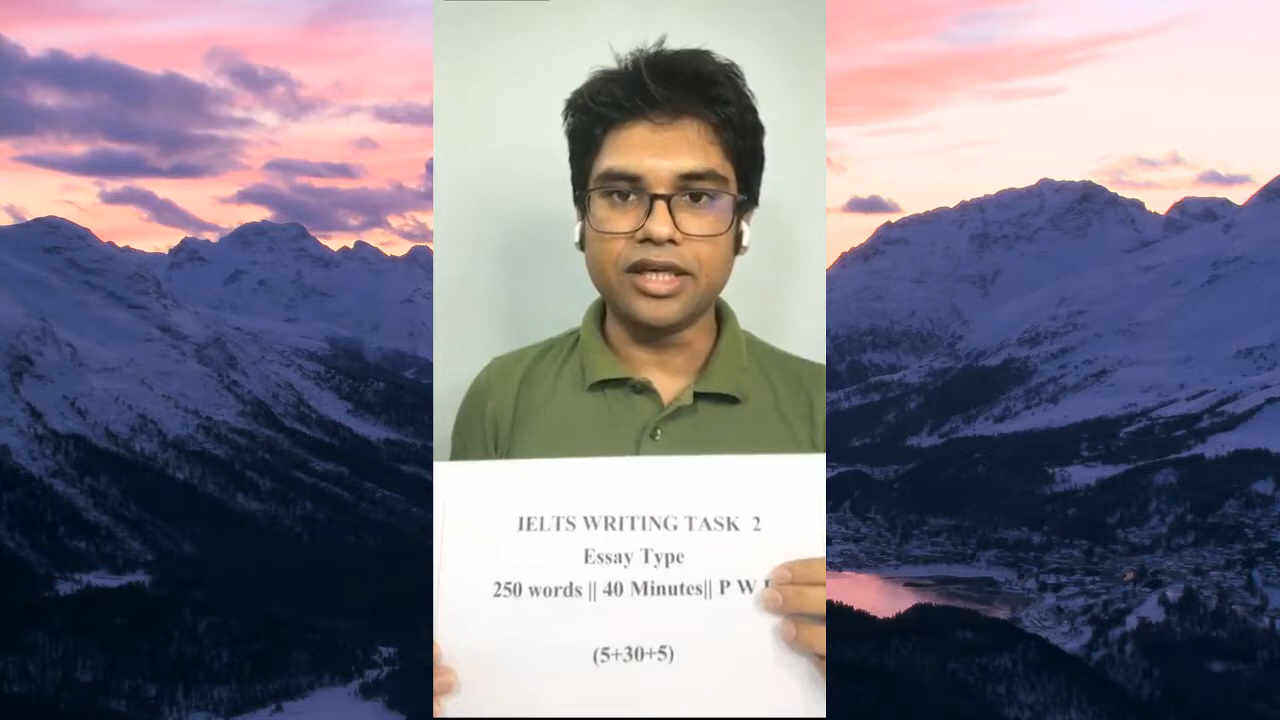 IELTS WRITING TASK 2
Essay Type
250 words || 40 Minutes|| P W
(5+30+5)